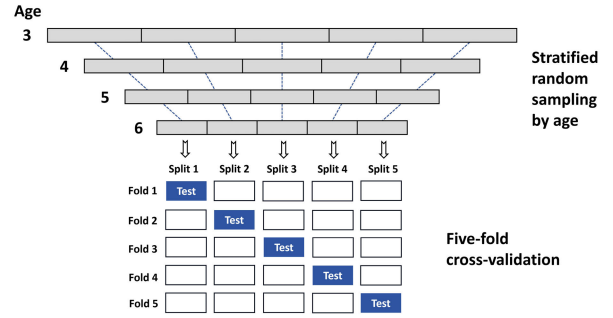 Age
3
4
5
6
Stratified
random
sampling
by age
Split 1 Split 2 Split 3 Split 4 Split 5
Fold 1 Test
Fold 2 Test
Fold 3 Test
Fold 4 Test
Fold 5 Test
Five-fold
cross-validation